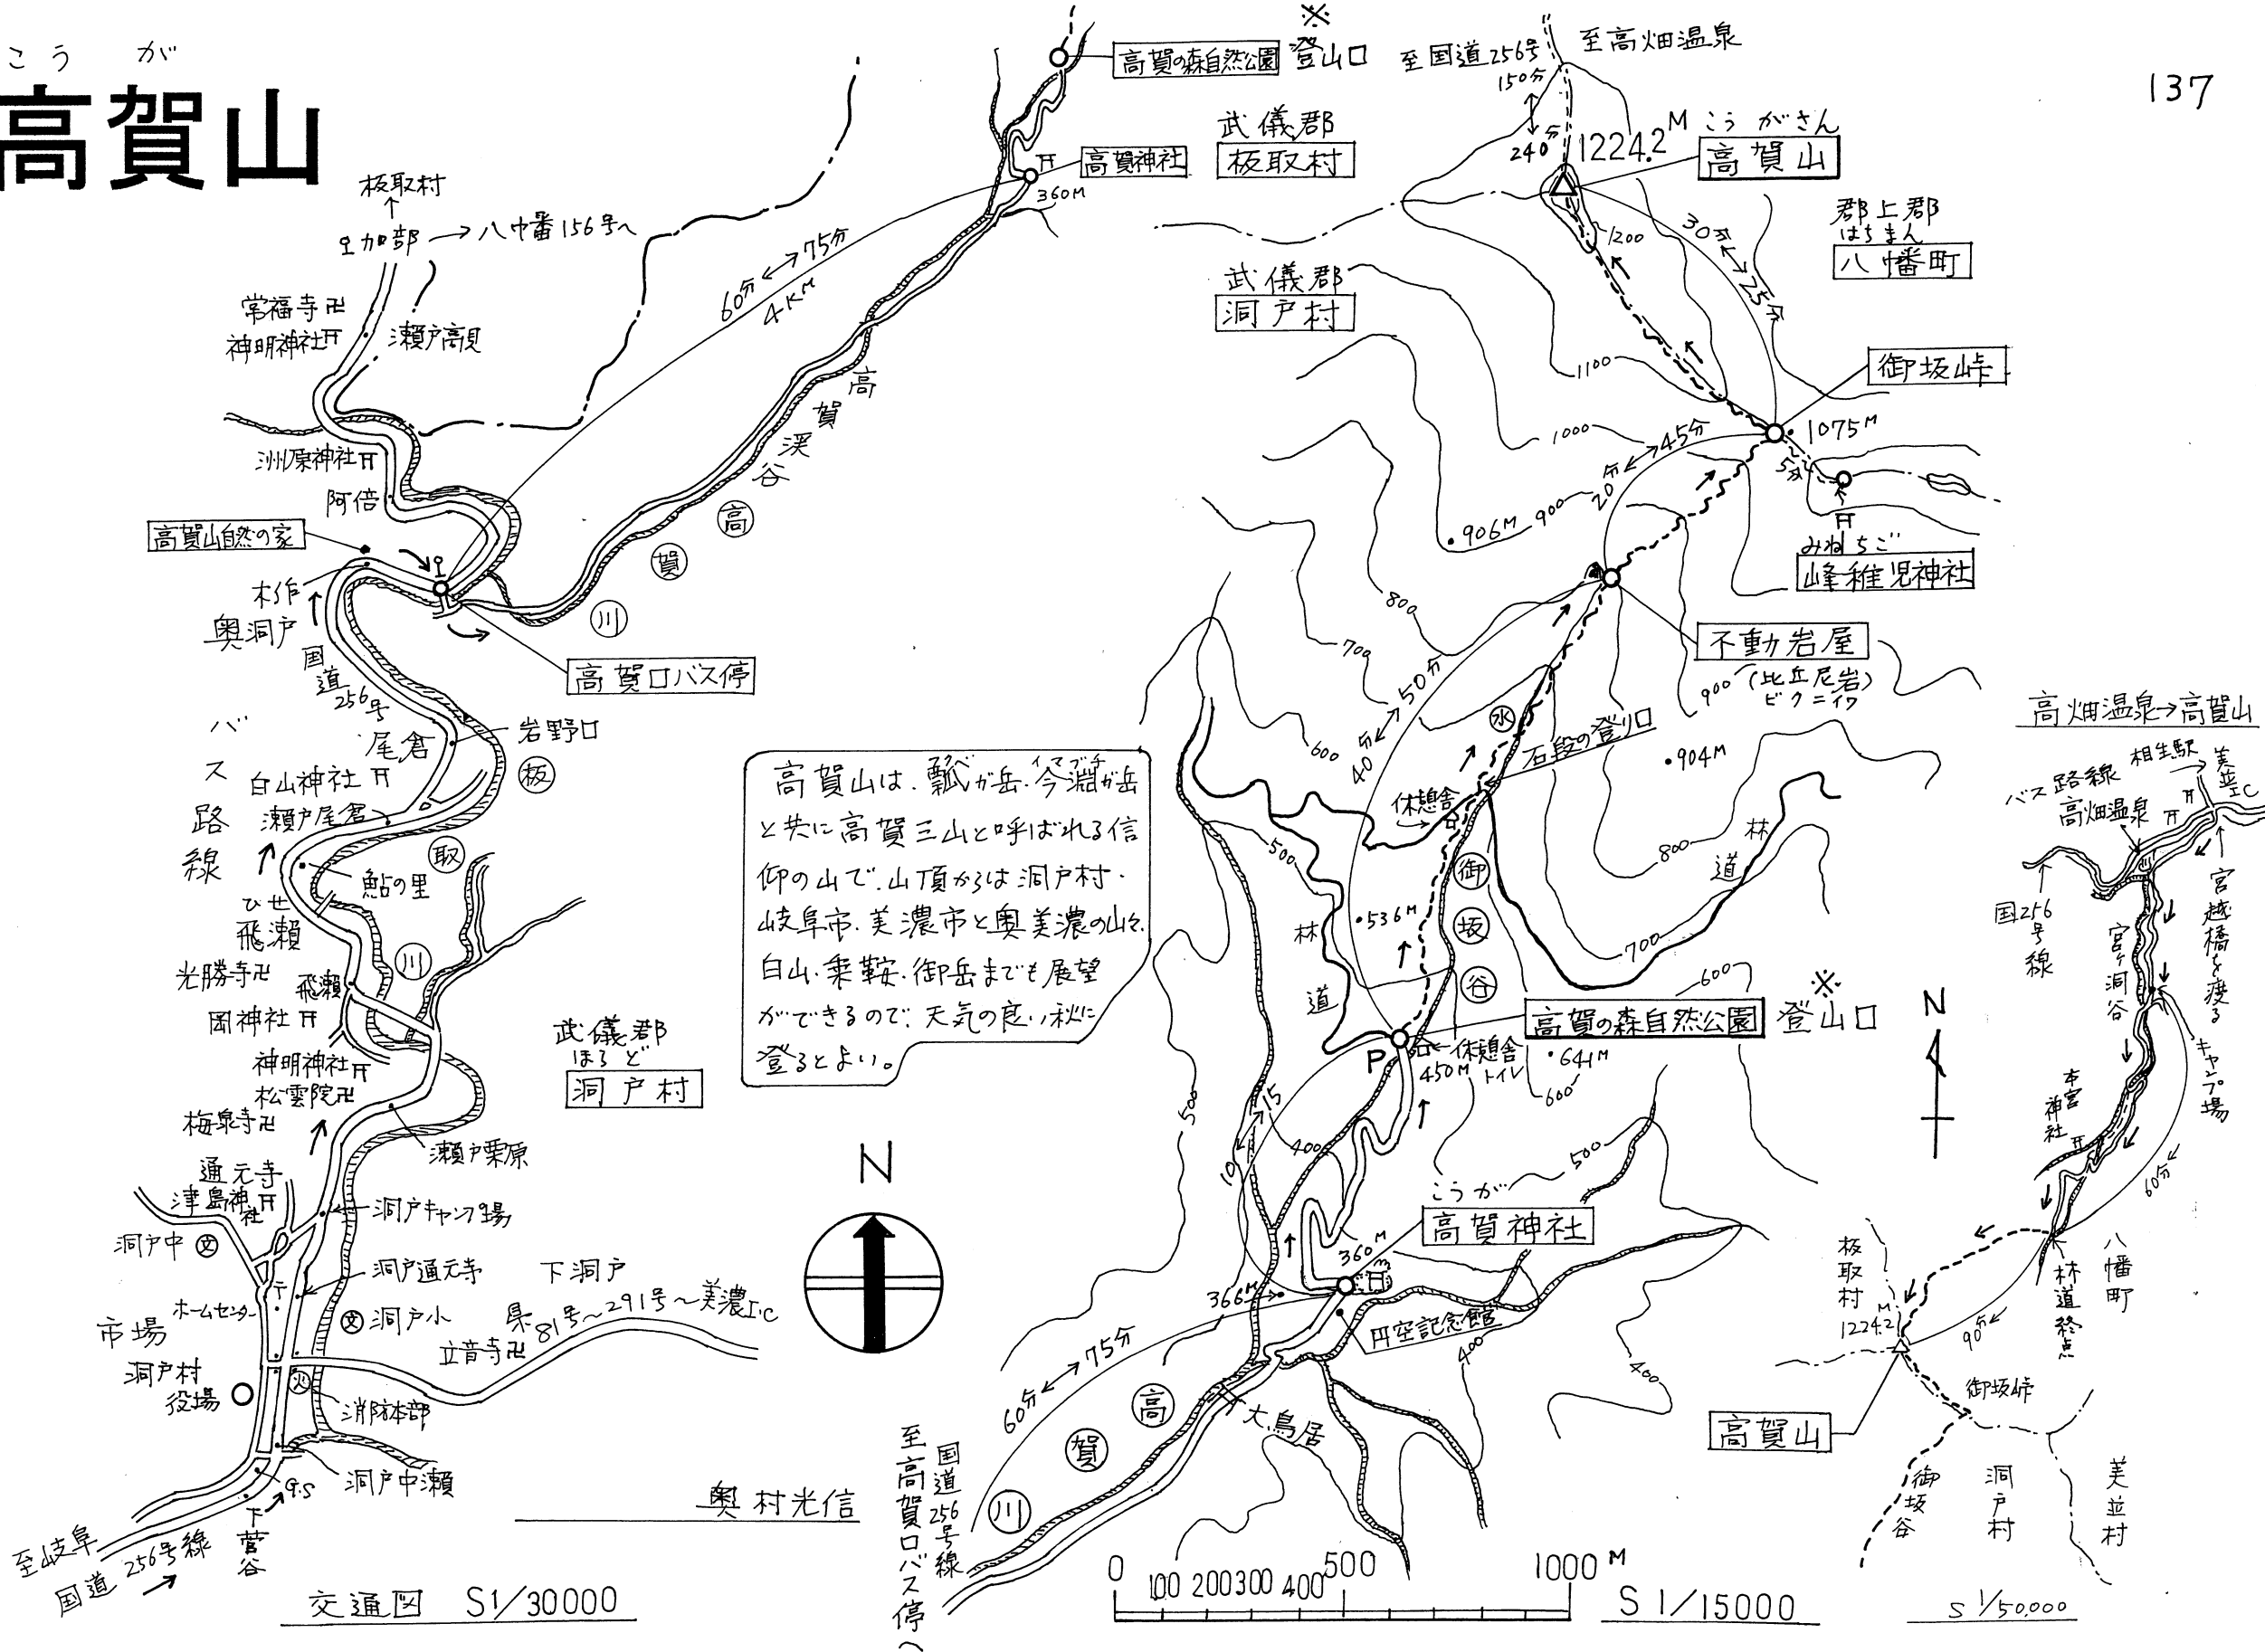 こうが
高賀山
137
板取村
八中番156号へ
常福寺卍
神明神社
瀬戸高見
洲原神社
阿倍
高賀山自然の家
杉作
奥洞戸
国道256号
高賀口バス停
岩野口
尾倉
白山神社
瀬戸尾倉
バス路線
鮎の里
ひせ
飛瀬
光勝寺卍
飛瀬
岡神社
神明神社
松雲院卍
梅泉寺卍
瀬戸栗原
通元寺
津島神社
洞戸キャンプ場
洞戸中 文
洞戸通元寺
下洞戸
ホームセンター
市場
文 洞戸小
県81号〜291号〜美濃I.C
立音寺卍
洞戸村
役場
火
消防本部
洞戸中瀬
G.S
下菅谷
至岐阜
国道256号線
交通図 S1/30000
板取川
武儀郡
ほらど
洞戸村
奥村光信
N
高賀の森自然公園
※
登山口
高賀神社
360M
60分↔75分
4KM
高賀渓谷
高賀川
高賀山は、瓢が岳、今淵が岳
と共に高賀三山と呼ばれる信
仰の山で、山頂からは洞戸村、
岐阜市、美濃市と奥美濃の山々、
白山、乗鞍、御岳までも展望
ができるので、天気の良い秋に
登るとよい。
至国道256号
至高畑温泉
150分
↕
240分
1224.2M
こうがさん
高賀山
武儀郡
板取村
郡上郡
はちまん
八幡町
武儀郡
洞戸村
1200
30分↔25分
1100
1000
御坂峠
1075M
5分
20分↔45分
906M
900
みねちご
峰稚児神社
800
700
600
不動岩屋
(比丘尼岩)
ビクニイワ
900
40分↔50分
水
石段の登り口
904M
休憩舎
500
林道
800
林道
700
600
御坂谷
536M
高賀の森自然公園
※
登山口
P
休憩舎
450M トイレ
641M
600
500
10↔15
400
500
こうが
高賀神社
360M
366M
円空記念館
400
400
60分↔75分
大鳥居
高賀川
国道256号線
至高賀口バス停へ
0 100 200 300 400 500 1000M
S1/15000
高畑温泉→高賀山
相生駅
美並I.C
バス路線
高畑温泉
国256号線
宮越橋を渡る
宮ヶ洞谷
キャンプ場
本宮神社
N
60分
八幡町
林道終点
板取村
1224.2M
90分
高賀山
御坂峠
御坂谷
洞戸村
美並村
S 1/50,000